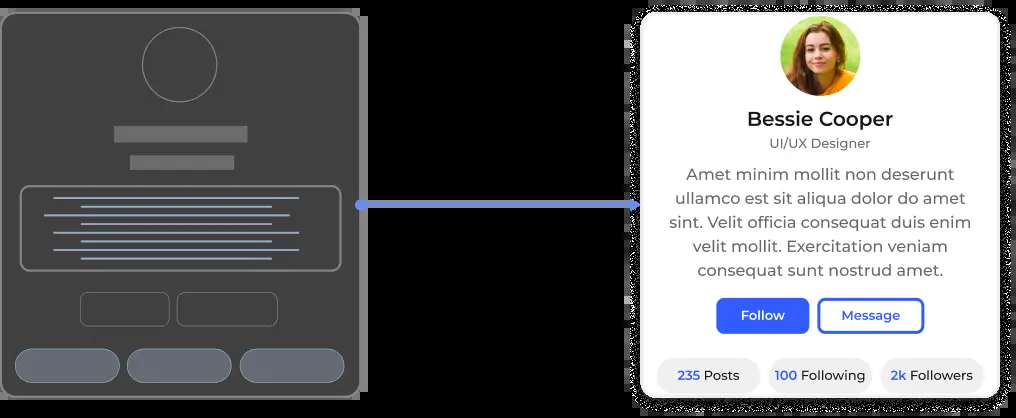 Bessie Cooper
UI/UX Designer
Amet minim mollit non deserunt
ullamco est sit aliqua dolor do amet
sint. Velit officia consequat duis enim
velit mollit. Exercitation veniam
consequat sunt nostrud amet.
Follow Message
235 Posts 100 Following 2k Followers